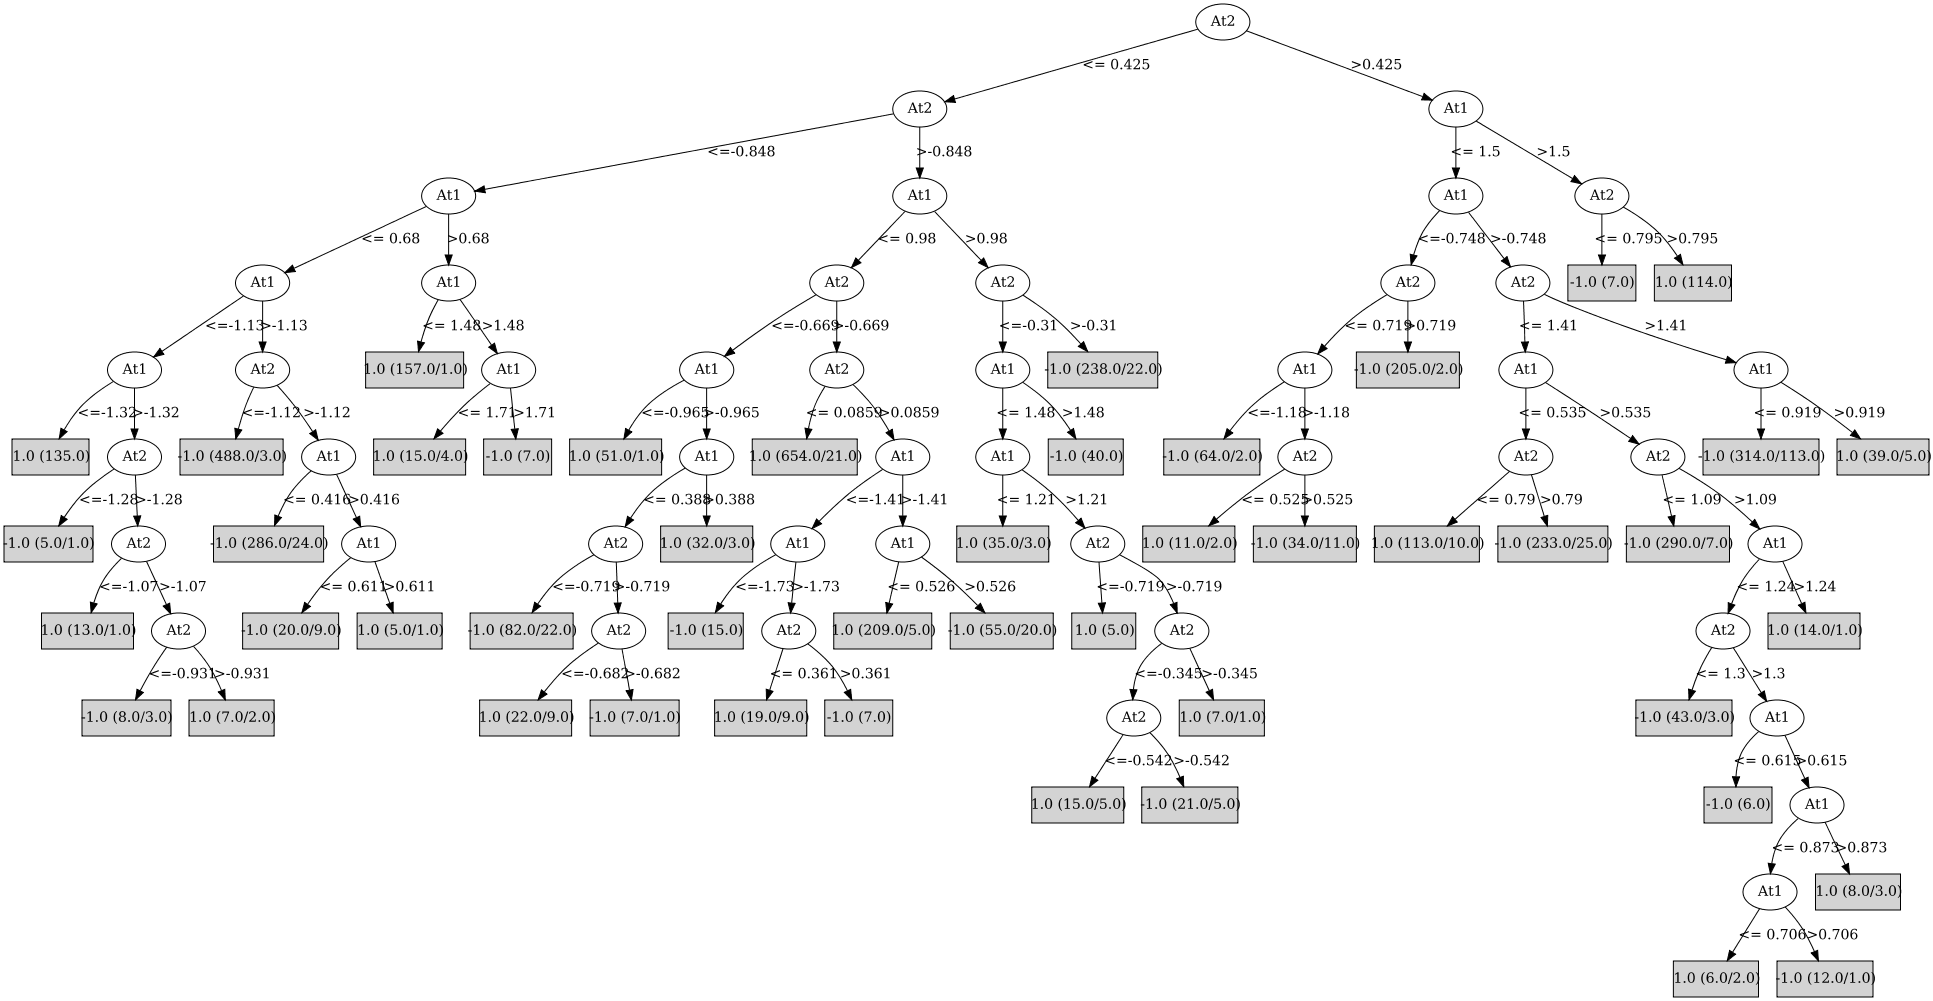 At2
<= 0.425 >0.425
At2 At1
<=-0.848 >-0.848 <= 1.5 >1.5
At1 At1 At1 At2
<= 0.68 >0.68 <= 0.98 >0.98 <=-0.748 >-0.748 <= 0.795 >0.795
At1 At1 At2 At2 At2 At2 -1.0 (7.0) 1.0 (114.0)
<=-1.13 >-1.13 <= 1.48 >1.48 <=-0.669 >-0.669 <=-0.31 >-0.31 <= 0.719 >0.719 <= 1.41 >1.41
At1 At2 1.0 (157.0/1.0) At1 At1 At2 At1 -1.0 (238.0/22.0) At1 -1.0 (205.0/2.0) At1 At1
<=-1.32 >-1.32 <=-1.12 >-1.12 <= 1.71 >1.71 <=-0.965 >-0.965 <= 0.0859 >0.0859 <= 1.48 >1.48 <=-1.18 >-1.18 <= 0.535 >0.535 <= 0.919 >0.919
1.0 (135.0) At2 -1.0 (488.0/3.0) At1 1.0 (15.0/4.0) -1.0 (7.0) 1.0 (51.0/1.0) At1 1.0 (654.0/21.0) At1 At1 -1.0 (40.0) -1.0 (64.0/2.0) At2 At2 At2 -1.0 (314.0/113.0) 1.0 (39.0/5.0)
<=-1.28 >-1.28 <= 0.416 >0.416 <= 0.388 >0.388 <=-1.41 >-1.41 <= 1.21 >1.21 <= 0.525 >0.525 <= 0.79 >0.79 <= 1.09 >1.09
-1.0 (5.0/1.0) At2 -1.0 (286.0/24.0) At1 At2 1.0 (32.0/3.0) At1 At1 1.0 (35.0/3.0) At2 1.0 (11.0/2.0) -1.0 (34.0/11.0) 1.0 (113.0/10.0) -1.0 (233.0/25.0) -1.0 (290.0/7.0) At1
<=-1.07 >-1.07 <= 0.611 >0.611 <=-0.719 >-0.719 <=-1.73 >-1.73 <= 0.526 >0.526 <=-0.719 >-0.719 <= 1.24 >1.24
1.0 (13.0/1.0) At2 -1.0 (20.0/9.0) 1.0 (5.0/1.0) -1.0 (82.0/22.0) At2 -1.0 (15.0) At2 1.0 (209.0/5.0) -1.0 (55.0/20.0) 1.0 (5.0) At2 At2 1.0 (14.0/1.0)
<=-0.931 >-0.931 <=-0.682 >-0.682 <= 0.361 >0.361 <=-0.345 >-0.345 <= 1.3 >1.3
-1.0 (8.0/3.0) 1.0 (7.0/2.0) 1.0 (22.0/9.0) -1.0 (7.0/1.0) 1.0 (19.0/9.0) -1.0 (7.0) At2 1.0 (7.0/1.0) -1.0 (43.0/3.0) At1
<=-0.542 >-0.542 <= 0.615 >0.615
1.0 (15.0/5.0) -1.0 (21.0/5.0) -1.0 (6.0) At1
<= 0.873 >0.873
At1 1.0 (8.0/3.0)
<= 0.706 >0.706
1.0 (6.0/2.0) -1.0 (12.0/1.0)